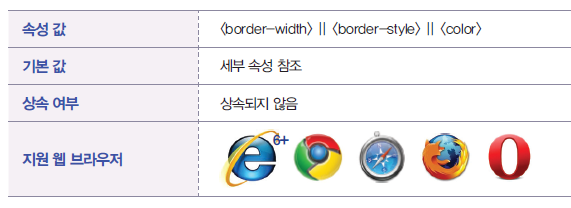 속성 값 〈border-width〉 || 〈border-style〉 || 〈color〉
기본 값 세부 속성 참조
상속 여부 상속되지 않음
지원 웹 브라우저 6+